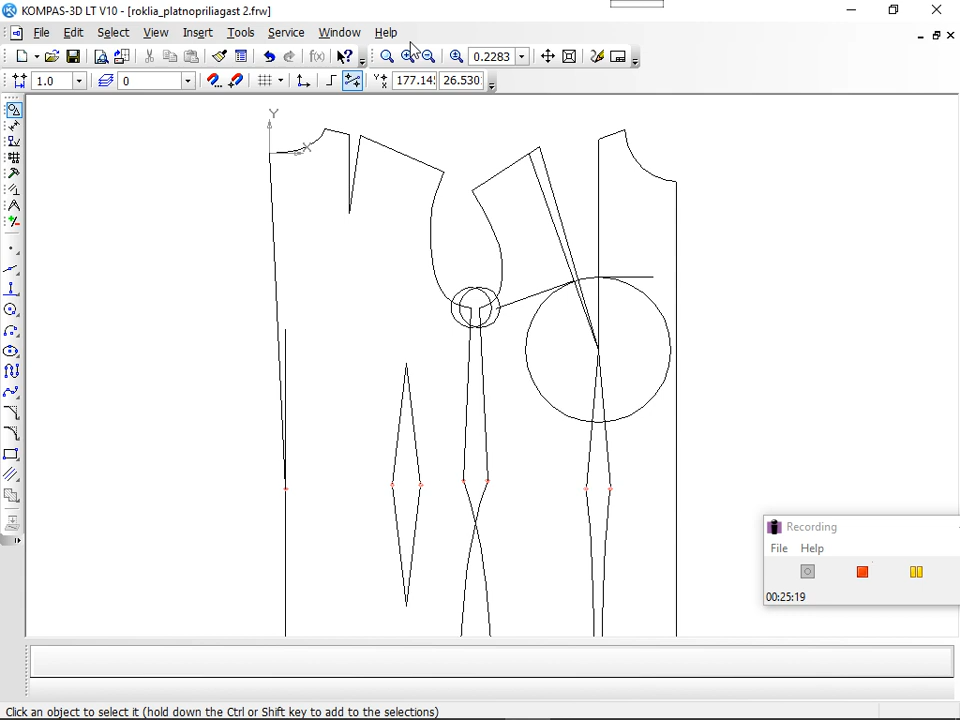 KOMPAS-3D LT V10 - [roklia_platnopriliagast 2.frw]
File Edit Select View Insert Tools Service Window Help
0.2283
1.0 0 177.14 26.530
Y
X
Recording
File Help
00:25:19
Click an object to select it (hold down the Ctrl or Shift key to add to the selections)